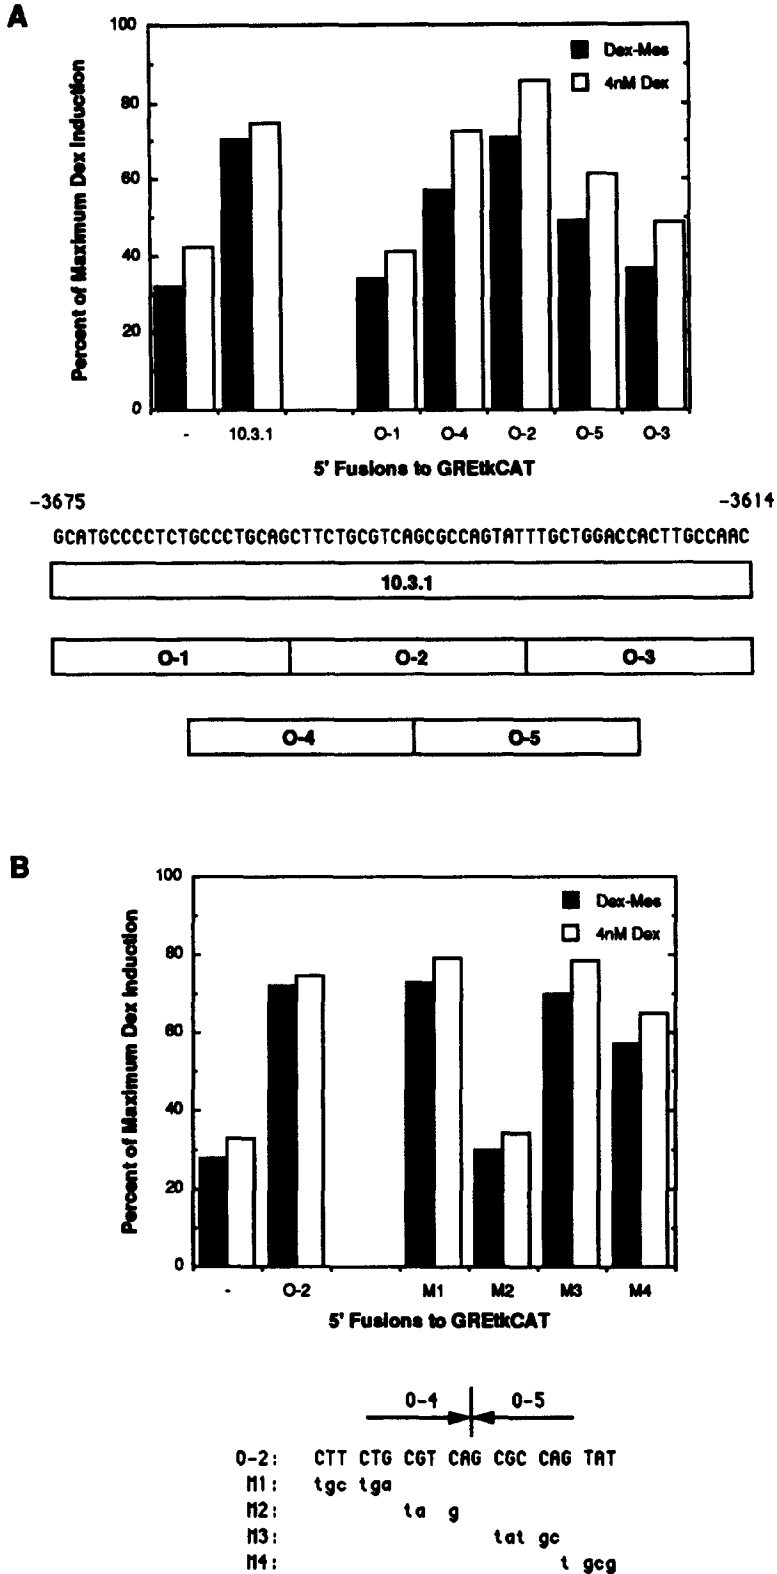 A
100
80
60
40
20
0
Percent of Maximum Dex Induction
Dex-Mes
4nM Dex
- 10.3.1 O-1 O-4 O-2 O-5 O-3
5' Fusions to GREtkCAT
-3675 -3614
GCATGCCCCTCTGCCCTGCAGCTTCTGCGTCAGCGCCAGTATTTGCTGGACCACTTGCCAAC
10.3.1
O-1 O-2 O-3
O-4 O-5
B
100
80
60
40
20
0
Percent of Maximum Dex Induction
Dex-Mes
4nM Dex
- O-2 M1 M2 M3 M4
5' Fusions to GREtkCAT
O-4 O-5
O-2: CTT CTG CGT CAG CGC CAG TAT
M1: tgc tga
M2: ta g
M3: tat gc
M4: t gcg